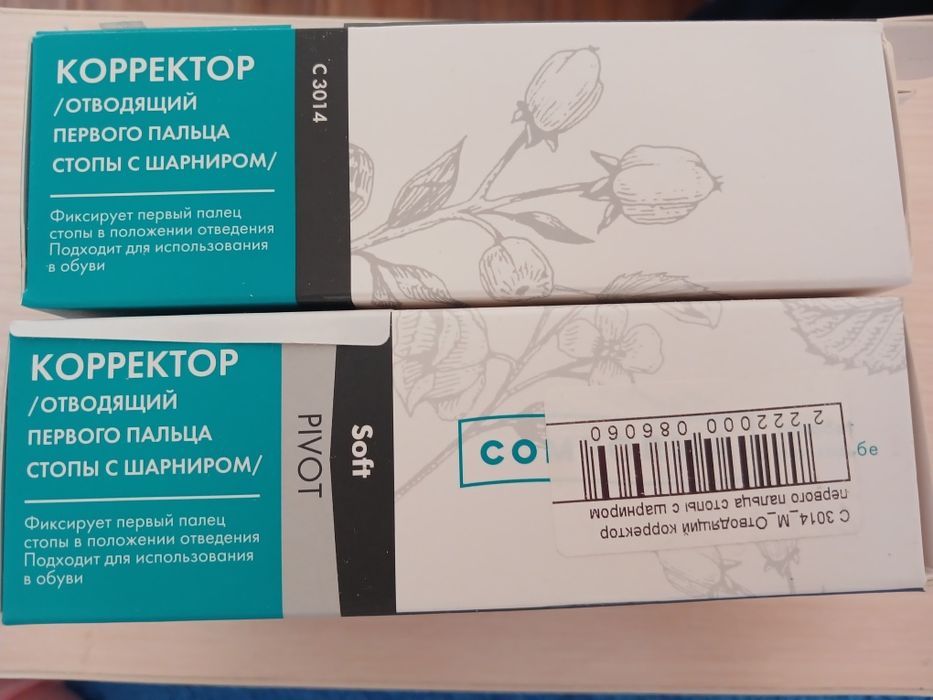 КОРРЕКТОР
/ОТВОДЯЩИЙ
ПЕРВОГО ПАЛЬЦА
СТОПЫ С ШАРНИРОМ/
Фиксирует первый палец
стопы в положении отведения
Подходит для использования
в обуви
С 3014
КОРРЕКТОР
/ОТВОДЯЩИЙ
ПЕРВОГО ПАЛЬЦА
СТОПЫ С ШАРНИРОМ/
Фиксирует первый палец
стопы в положении отведения
Подходит для использования
в обуви
PIVOT
Soft
CO
бе
С 3014_M_Отводящий корректор
первого пальца стопы с шарниром
2 222000 086060